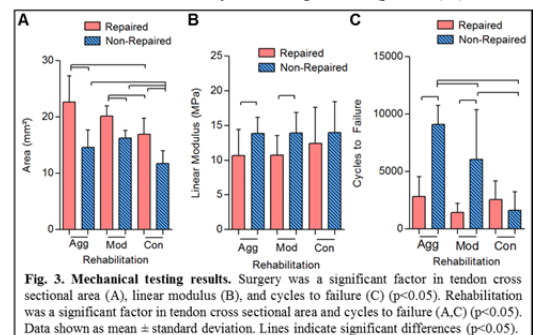 A
Repaired
Non-Repaired
30
20
10
0
Area (mm²)
Agg
Mod
Con
Rehabilitation
B
Repaired
Non-Repaired
25
20
15
10
5
0
Linear Modulus (MPa)
Agg
Mod
Con
Rehabilitation
C
Repaired
Non-Repaired
15000
10000
5000
0
Cycles to Failure
Agg
Mod
Con
Rehabilitation
Fig. 3. Mechanical testing results. Surgery was a significant factor in tendon cross
sectional area (A), linear modulus (B), and cycles to failure (C) (p<0.05). Rehabilitation
was a significant factor in tendon cross sectional area and cycles to failure (A,C) (p<0.05).
Data shown as mean ± standard deviation. Lines indicate significant differences (p<0.05).